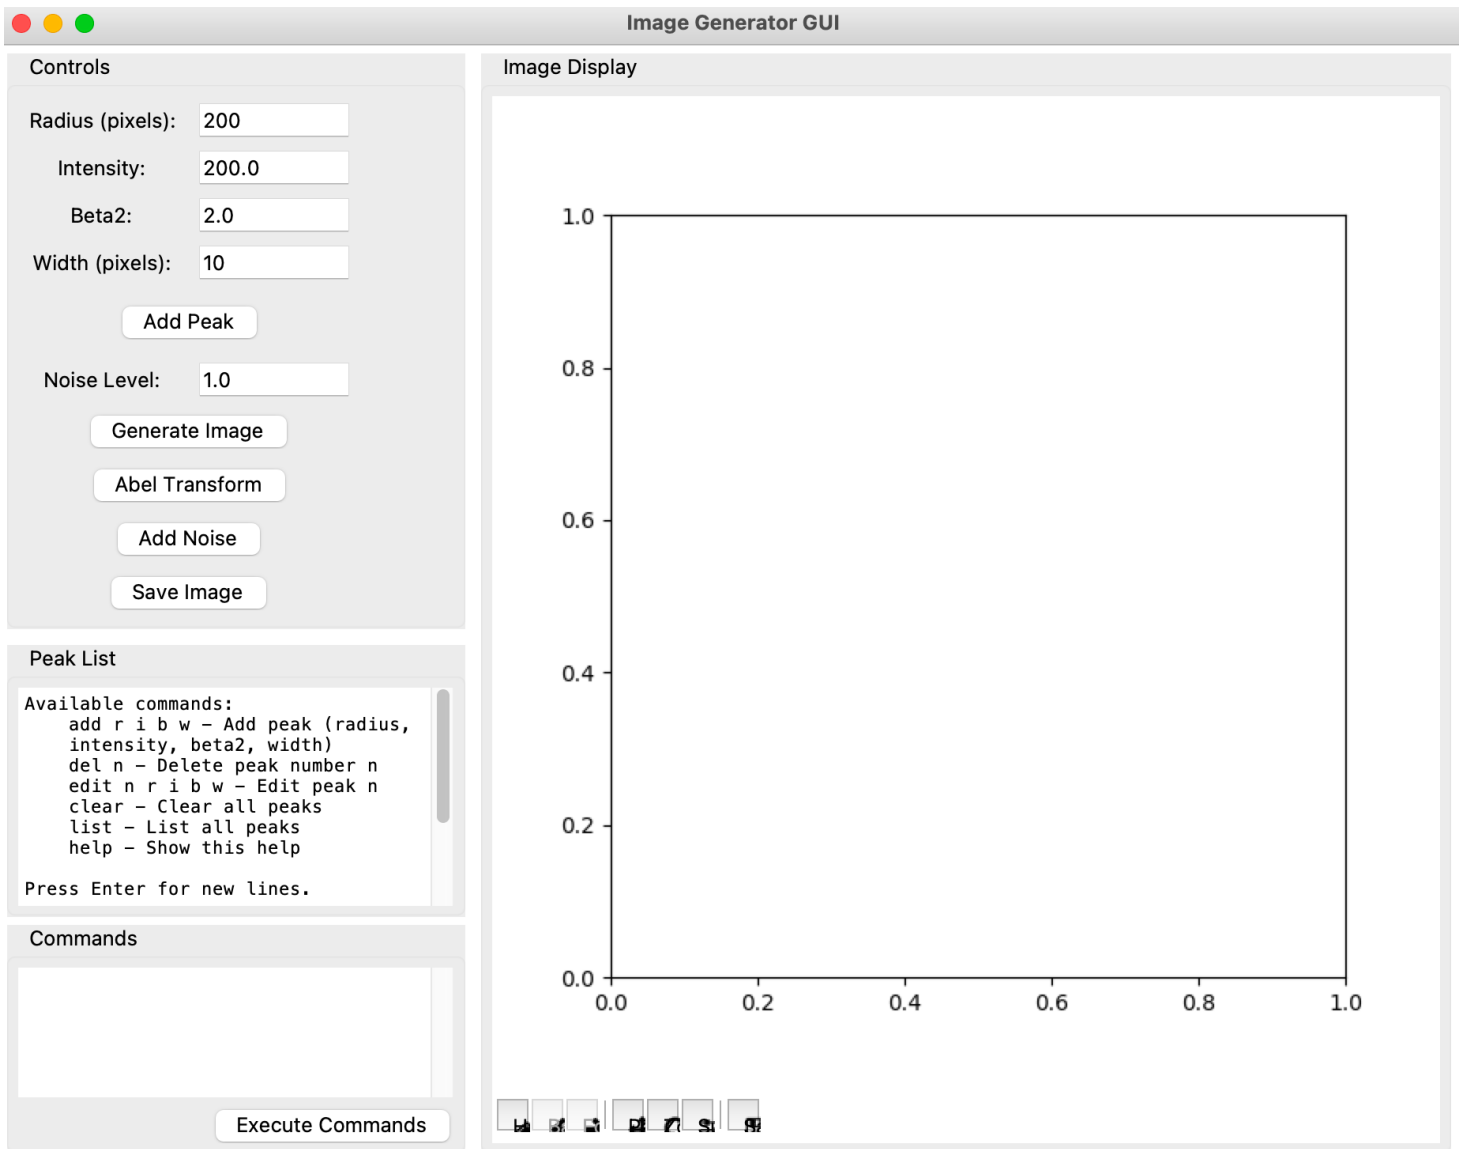 Image Generator GUI
Controls
Radius (pixels): 200
Intensity: 200.0
Beta2: 2.0
Width (pixels): 10
Add Peak
Noise Level: 1.0
Generate Image
Abel Transform
Add Noise
Save Image
Peak List
Available commands:
add r i b w – Add peak (radius,
intensity, beta2, width)
del n – Delete peak number n
edit n r i b w – Edit peak n
clear – Clear all peaks
list – List all peaks
help – Show this help
Press Enter for new lines.
Commands
Execute Commands
Image Display
1.0
0.8
0.6
0.4
0.2
0.0
0.0 0.2 0.4 0.6 0.8 1.0